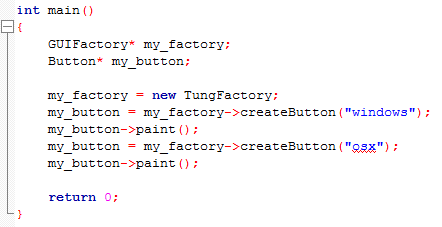 int main()
{
GUIFactory* my_factory;
Button* my_button;
my_factory = new TungFactory;
my_button = my_factory->createButton("windows");
my_button->paint();
my_button = my_factory->createButton("osx");
my_button->paint();
return 0;
}